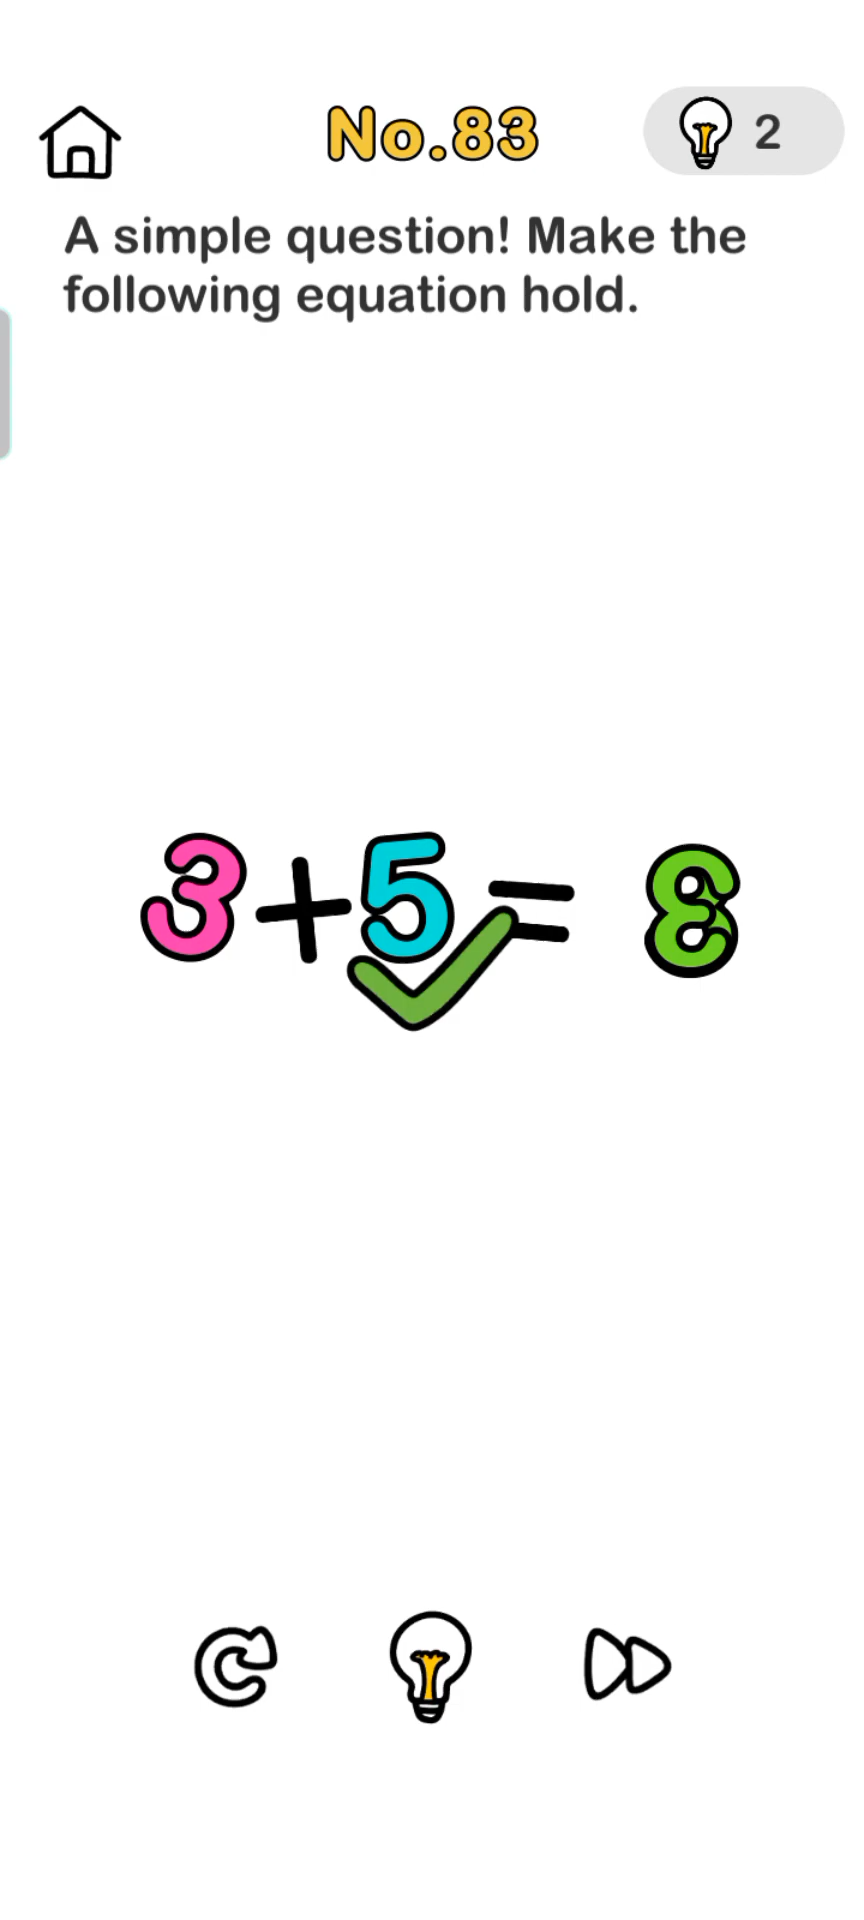 No.83
2
A simple question! Make the
following equation hold.
3+5= 8